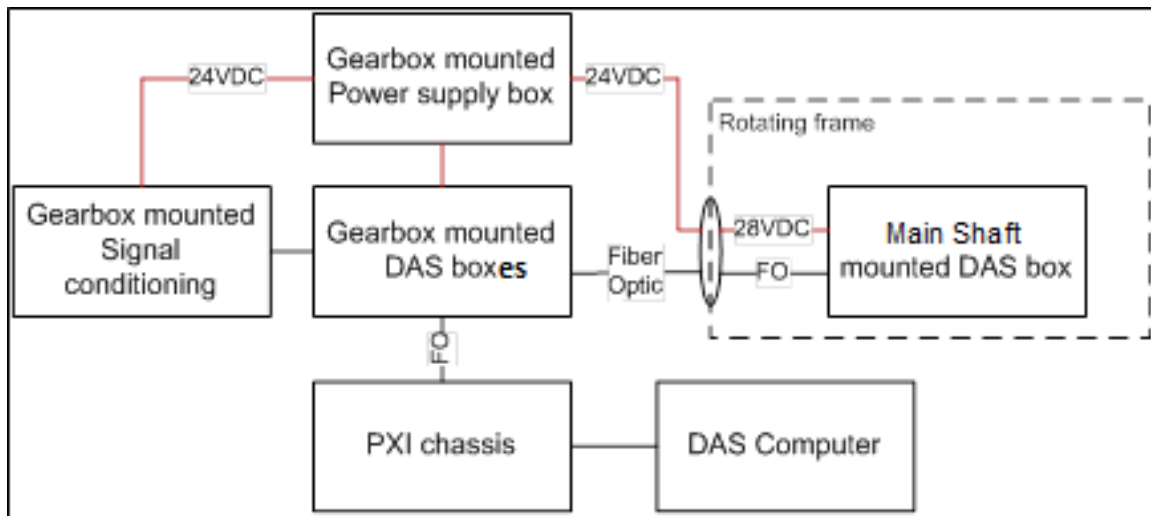 Gearbox mounted
Power supply box
24VDC
24VDC
Rotating frame
Gearbox mounted
Signal
conditioning
Gearbox mounted
DAS boxes
Fiber
Optic
28VDC
FO
Main Shaft
mounted DAS box
FO
PXI chassis
DAS Computer